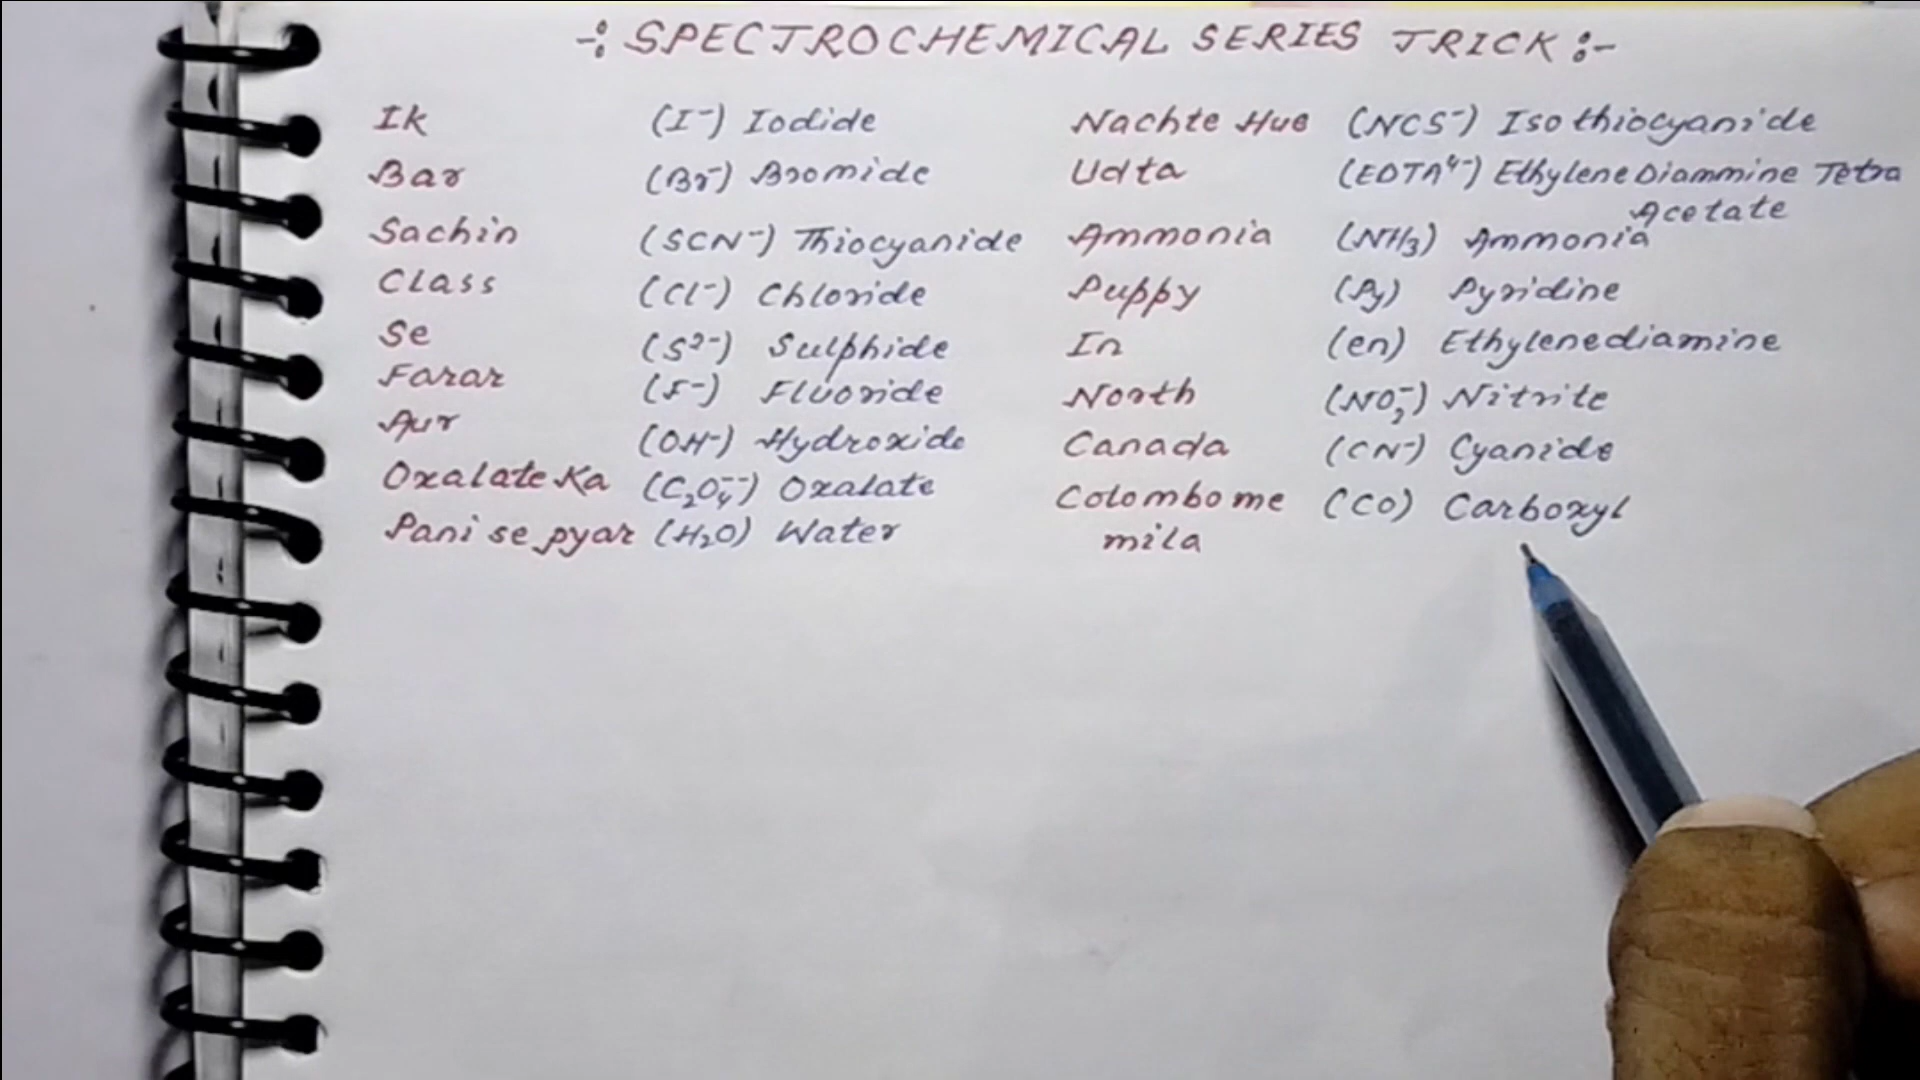 -: SPECTROCHEMICAL SERIES TRICK :-
Ik (I⁻) Iodide
Bar (Br⁻) Bromide
Sachin (SCN⁻) Thiocyanide
Class (Cl⁻) Chloride
Se (S²⁻) Sulphide
Farar (F⁻) Fluoride
Aur (OH⁻) Hydroxide
Oxalate Ka (C₂O₄⁻⁻) Oxalate
Pani se pyar (H₂O) Water
Nachte Hue (NCS⁻) Isothiocyanide
Udta (EDTA⁴⁻) Ethylene Diammine Tetra
Acetate
Ammonia (NH₃) Ammonia
Puppy (Py) Pyridine
In (en) Ethylenediamine
North (NO₂⁻) Nitrite
Canada (CN⁻) Cyanide
Colombo me (CO) Carboxyl
mila